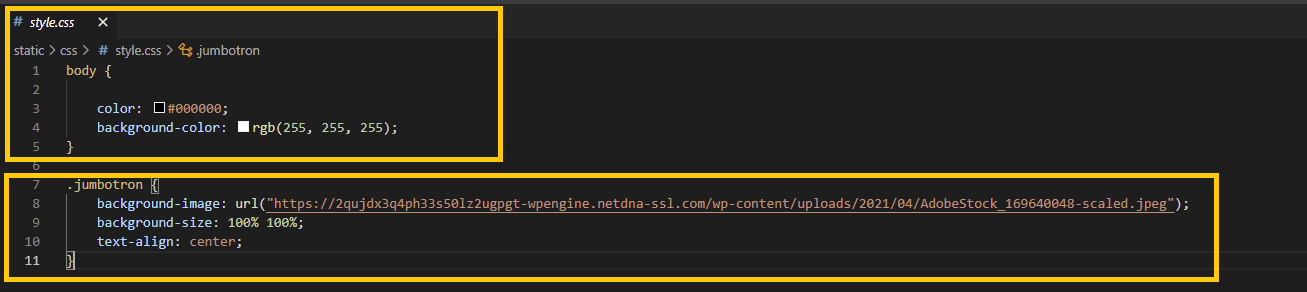 # style.css ×
static > css > # style.css > .jumbotron
1 body {
2
3 color: #000000;
4 background-color: rgb(255, 255, 255);
5 }
6
7 .jumbotron {
8 background-image: url("https://2qujdx3q4ph33s50lz2ugpgt-wpengine.netdna-ssl.com/wp-content/uploads/2021/04/AdobeStock_169640048-scaled.jpeg");
9 background-size: 100% 100%;
10 text-align: center;
11 }